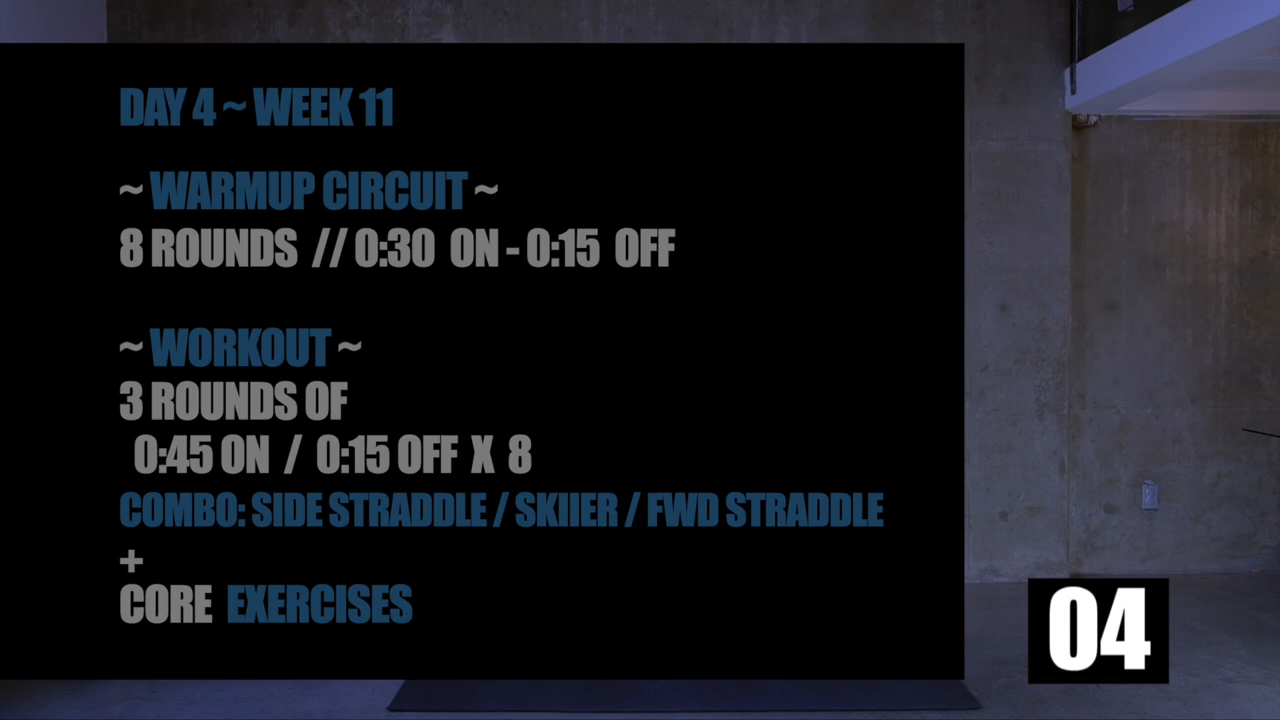 DAY 4 ~ WEEK 11
~ WARMUP CIRCUIT ~
8 ROUNDS // 0:30 ON - 0:15 OFF
~ WORKOUT ~
3 ROUNDS OF
0:45 ON / 0:15 OFF X 8
COMBO: SIDE STRADDLE / SKIIER / FWD STRADDLE
+
CORE EXERCISES
04